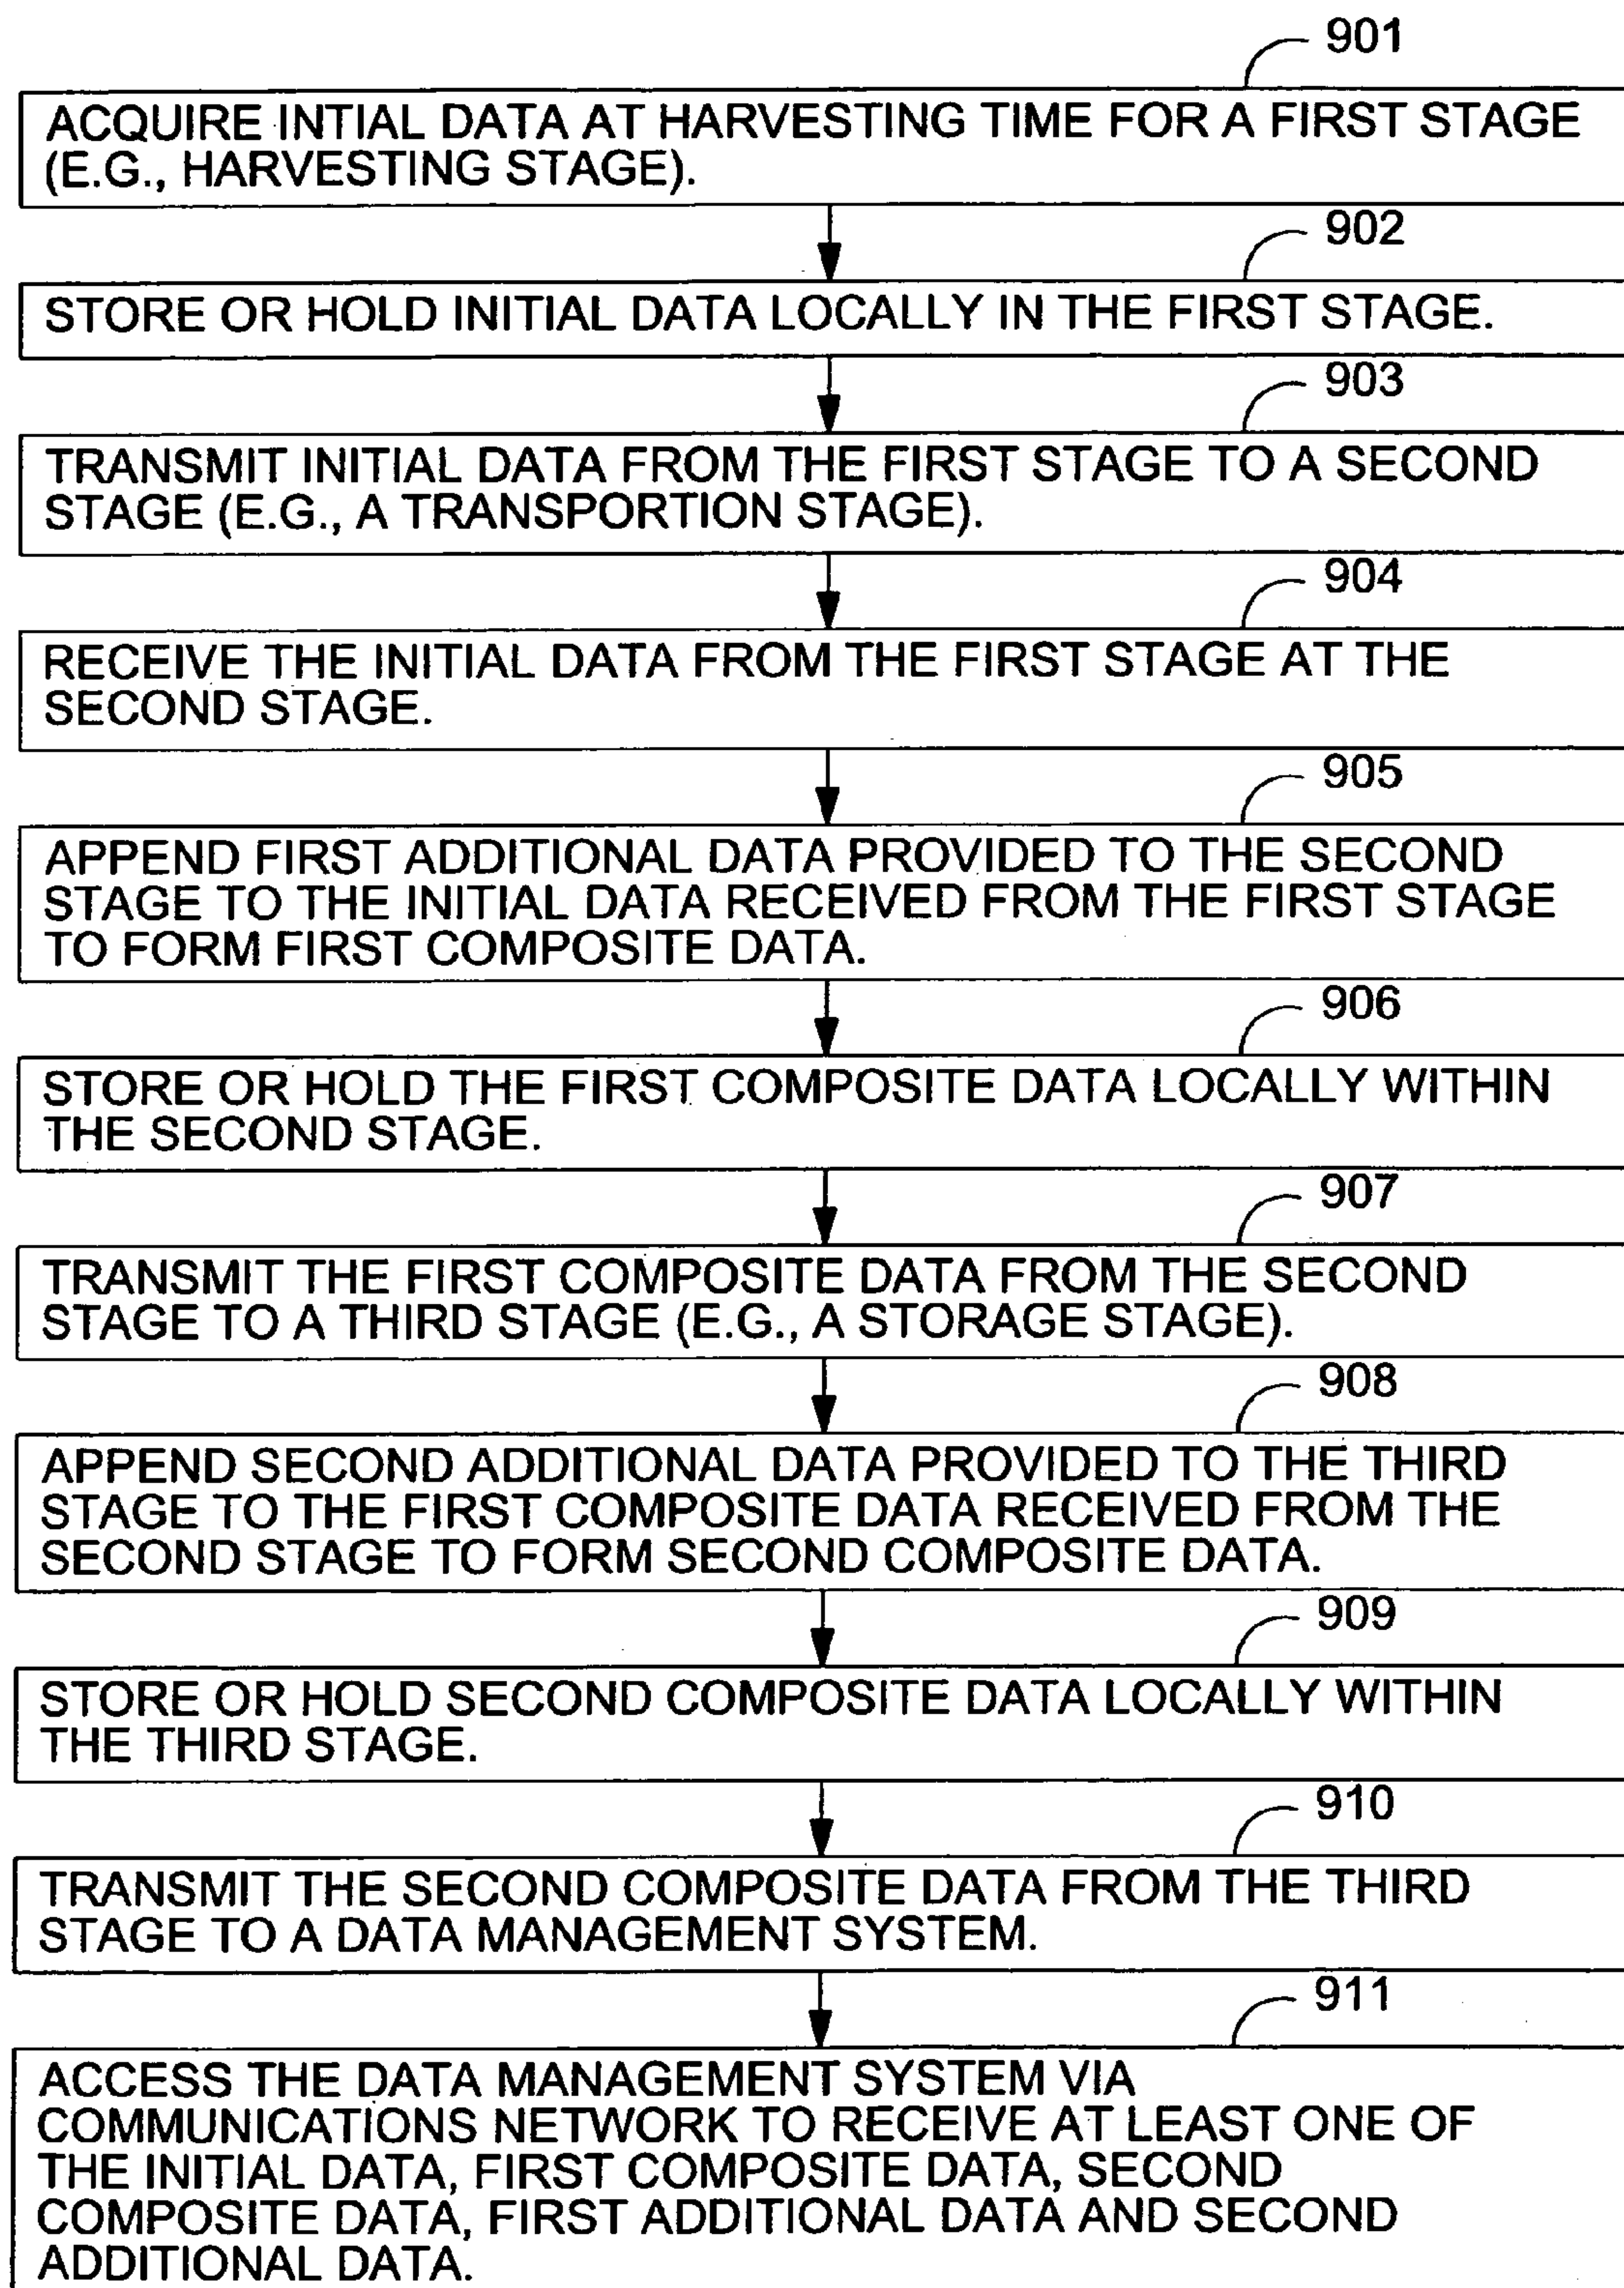 901
ACQUIRE INTIAL DATA AT HARVESTING TIME FOR A FIRST STAGE
(E.G., HARVESTING STAGE).
902
STORE OR HOLD INITIAL DATA LOCALLY IN THE FIRST STAGE.
903
TRANSMIT INITIAL DATA FROM THE FIRST STAGE TO A SECOND
STAGE (E.G., A TRANSPORTION STAGE).
904
RECEIVE THE INITIAL DATA FROM THE FIRST STAGE AT THE
SECOND STAGE.
905
APPEND FIRST ADDITIONAL DATA PROVIDED TO THE SECOND
STAGE TO THE INITIAL DATA RECEIVED FROM THE FIRST STAGE
TO FORM FIRST COMPOSITE DATA.
906
STORE OR HOLD THE FIRST COMPOSITE DATA LOCALLY WITHIN
THE SECOND STAGE.
907
TRANSMIT THE FIRST COMPOSITE DATA FROM THE SECOND
STAGE TO A THIRD STAGE (E.G., A STORAGE STAGE).
908
APPEND SECOND ADDITIONAL DATA PROVIDED TO THE THIRD
STAGE TO THE FIRST COMPOSITE DATA RECEIVED FROM THE
SECOND STAGE TO FORM SECOND COMPOSITE DATA.
909
STORE OR HOLD SECOND COMPOSITE DATA LOCALLY WITHIN
THE THIRD STAGE.
910
TRANSMIT THE SECOND COMPOSITE DATA FROM THE THIRD
STAGE TO A DATA MANAGEMENT SYSTEM.
911
ACCESS THE DATA MANAGEMENT SYSTEM VIA
COMMUNICATIONS NETWORK TO RECEIVE AT LEAST ONE OF
THE INITIAL DATA, FIRST COMPOSITE DATA, SECOND
COMPOSITE DATA, FIRST ADDITIONAL DATA AND SECOND
ADDITIONAL DATA.